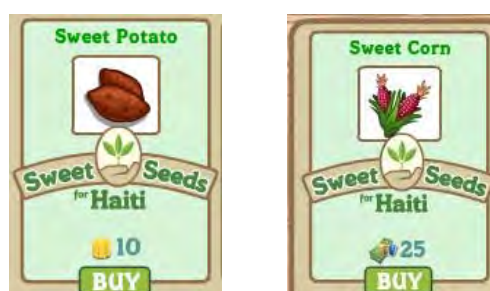 Sweet Potato
Sweet Seeds
for Haiti
10
BUY
Sweet Corn
Sweet Seeds
for Haiti
25
BUY